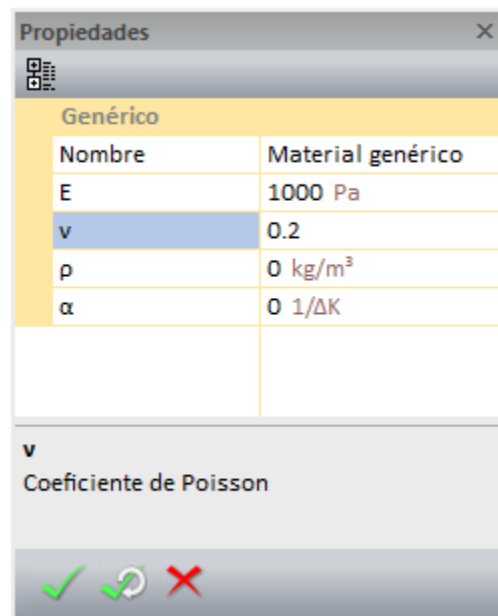 Propiedades
Genérico
Nombre Material genérico
E 1000 Pa
ν 0.2
ρ 0 kg/m³
α 0 1/ΔK
ν
Coeficiente de Poisson